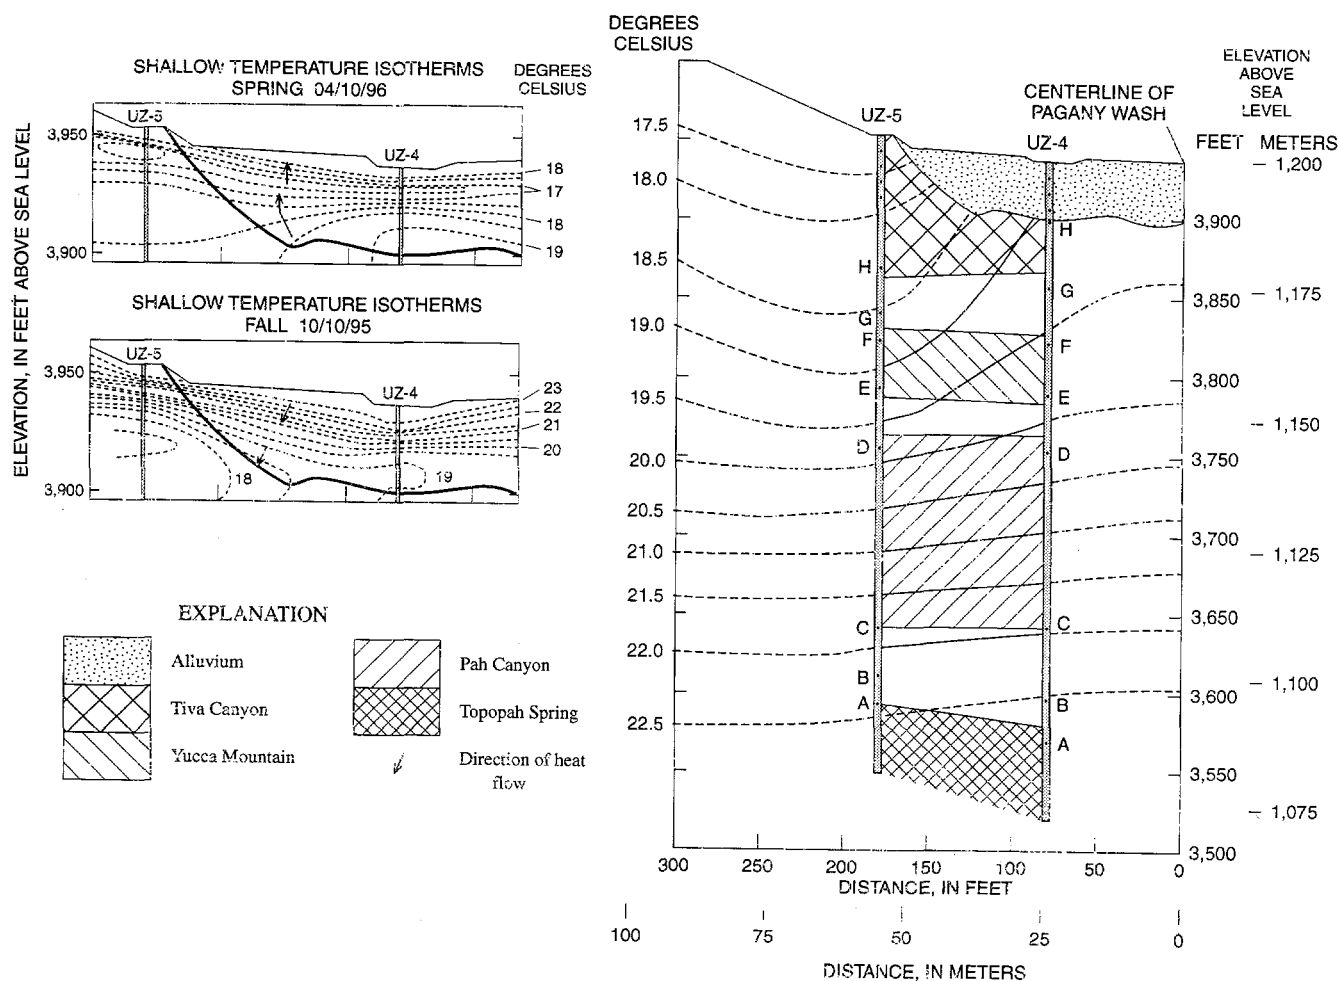 SHALLOW TEMPERATURE ISOTHERMS
SPRING 04/10/96
DEGREES
CELSIUS
UZ-5
UZ-4
3,950
3,900
18
17
18
19
SHALLOW TEMPERATURE ISOTHERMS
FALL 10/10/95
UZ-5
UZ-4
3,950
3,900
23
22
21
20
18
19
ELEVATION, IN FEET ABOVE SEA LEVEL
EXPLANATION
Alluvium
Tiva Canyon
Yucca Mountain
Pah Canyon
Topopah Spring
Direction of heat
flow
DEGREES
CELSIUS
17.5
18.0
18.5
19.0
19.5
20.0
20.5
21.0
21.5
22.0
22.5
UZ-5
H
G
F
E
D
C
B
A
UZ-4
H
G
F
E
D
C
B
A
CENTERLINE OF
PAGANY WASH
ELEVATION
ABOVE
SEA
LEVEL
FEET METERS
3,900
3,850
3,800
3,750
3,700
3,650
3,600
3,550
3,500
1,200
1,175
1,150
1,125
1,100
1,075
300 250 200 150 100 50 0
DISTANCE, IN FEET
100 75 50 25 0
DISTANCE, IN METERS